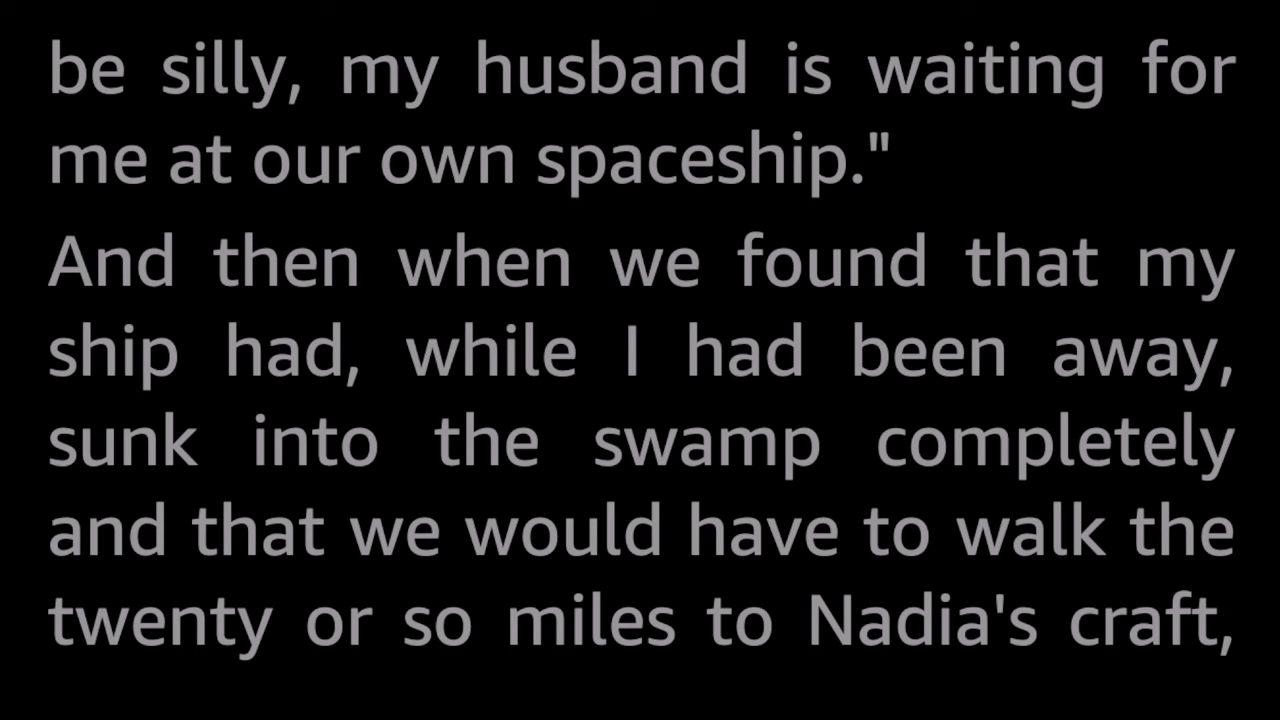 be silly, my husband is waiting for
me at our own spaceship."
And then when we found that my
ship had, while I had been away,
sunk into the swamp completely
and that we would have to walk the
twenty or so miles to Nadia's craft,